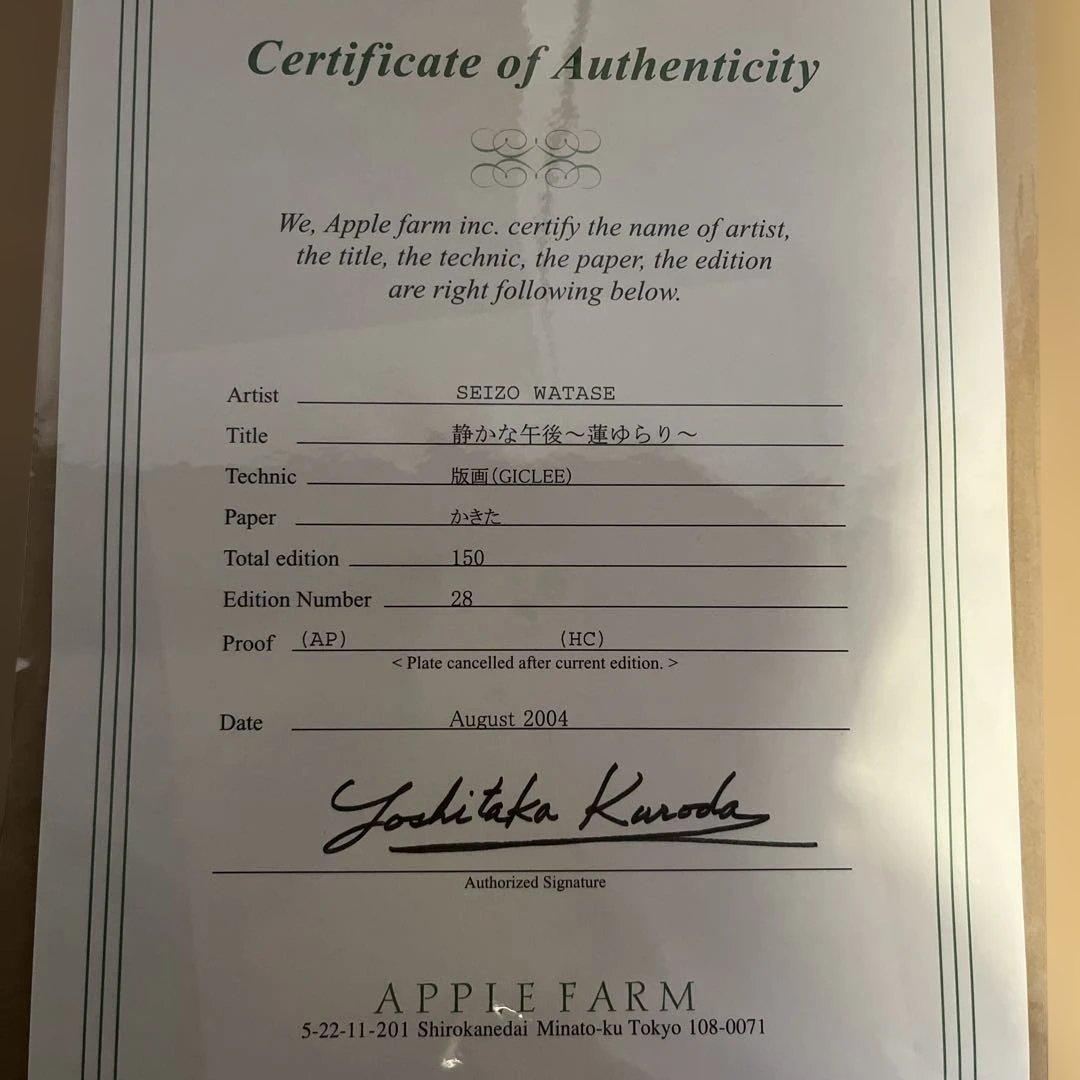 Certificate of Authenticity
We, Apple farm inc. certify the name of artist,
the title, the technic, the paper, the edition
are right following below.
Artist SEIZO WATASE
Title 静かな午後～蓮ゆらり～
Technic 版画(GICLEE)
Paper かきた
Total edition 150
Edition Number 28
Proof (AP) (HC)
< Plate cancelled after current edition. >
Date August 2004
Yoshitaka Kuroda
Authorized Signature
APPLE FARM
5-22-11-201 Shirokanedai Minato-ku Tokyo 108-0071